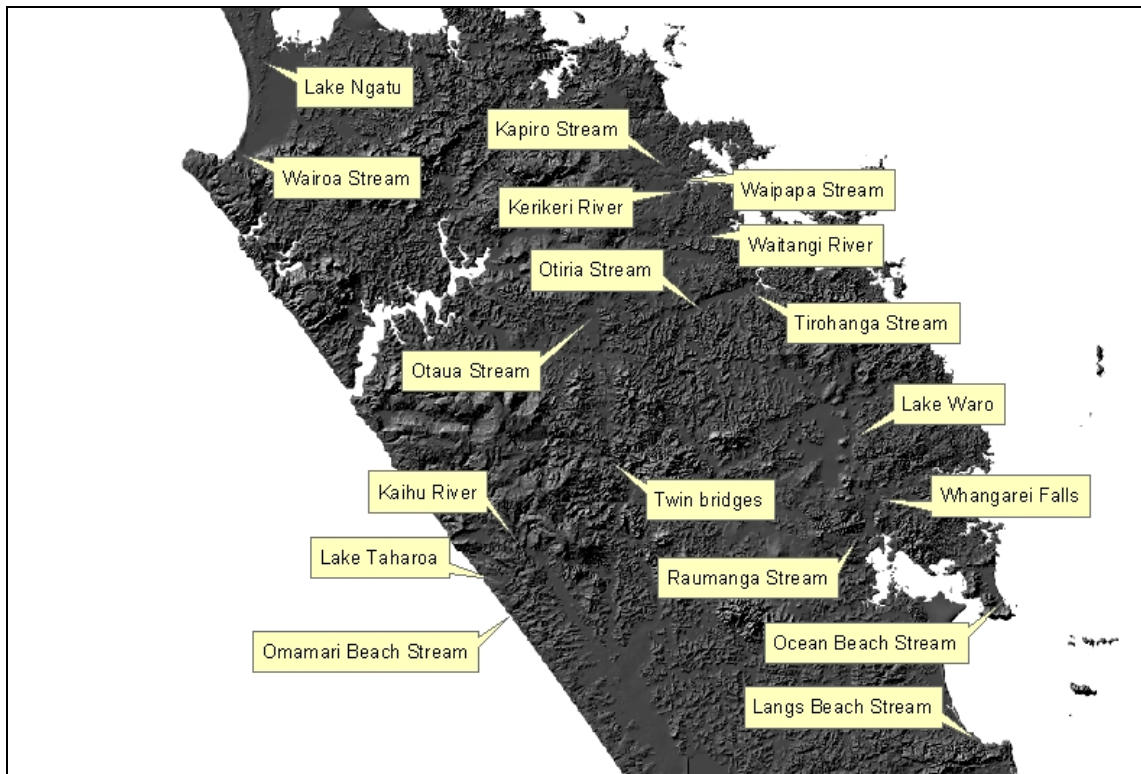 Lake Ngatu
Kapiro Stream
Wairoa Stream
Waipapa Stream
Kerikeri River
Waitangi River
Otiria Stream
Tirohanga Stream
Otaua Stream
Lake Waro
Kaihu River
Twin bridges
Whangarei Falls
Lake Taharoa
Raumanga Stream
Omamari Beach Stream
Ocean Beach Stream
Langs Beach Stream